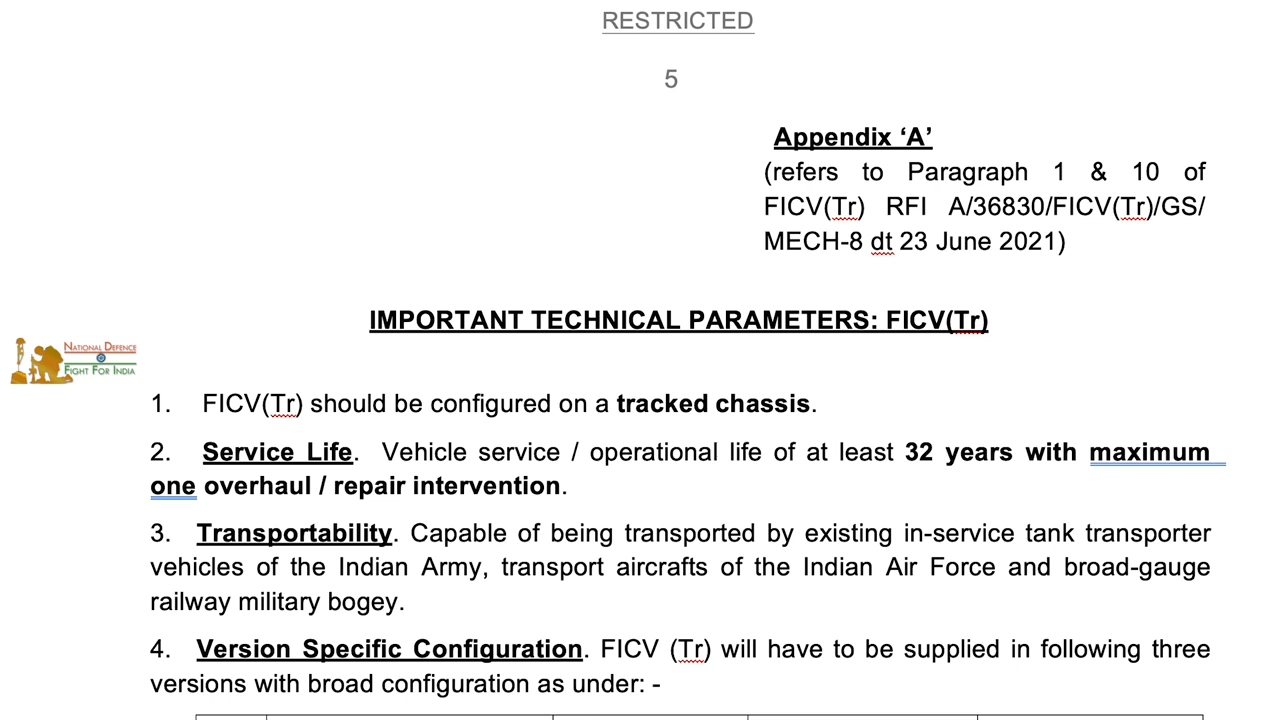 RESTRICTED
5
Appendix ‘A’
(refers to Paragraph 1 & 10 of
FICV(Tr) RFI A/36830/FICV(Tr)/GS/
MECH-8 dt 23 June 2021)
IMPORTANT TECHNICAL PARAMETERS: FICV(Tr)
NATIONAL DEFENCE
FIGHT FOR INDIA
1. FICV(Tr) should be configured on a tracked chassis.
2. Service Life. Vehicle service / operational life of at least 32 years with maximum
one overhaul / repair intervention.
3. Transportability. Capable of being transported by existing in-service tank transporter
vehicles of the Indian Army, transport aircrafts of the Indian Air Force and broad-gauge
railway military bogey.
4. Version Specific Configuration. FICV (Tr) will have to be supplied in following three
versions with broad configuration as under: -